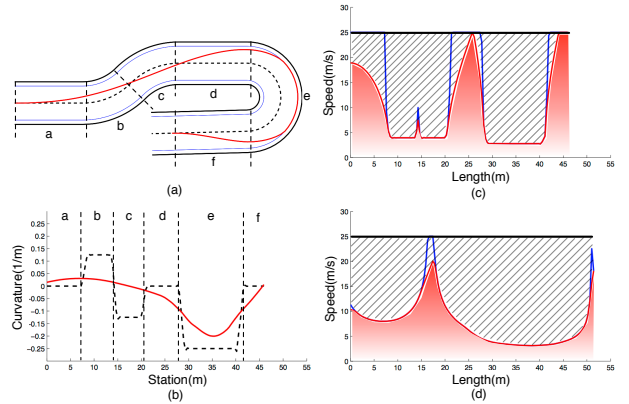 a
b
c
d
e
f
(a)
30
25
20
15
10
5
0
Speed(m/s)
0 5 10 15 20 25 30 35 40 45 50 55
Length(m)
(c)
a b c d e f
0.25
0.2
0.15
0.1
0.05
0
-0.05
-0.1
-0.15
-0.2
-0.25
Curvature(1/m)
0 5 10 15 20 25 30 35 40 45 50 55
Station(m)
(b)
30
25
20
15
10
5
0
Speed(m/s)
0 5 10 15 20 25 30 35 40 45 50 55
Length(m)
(d)